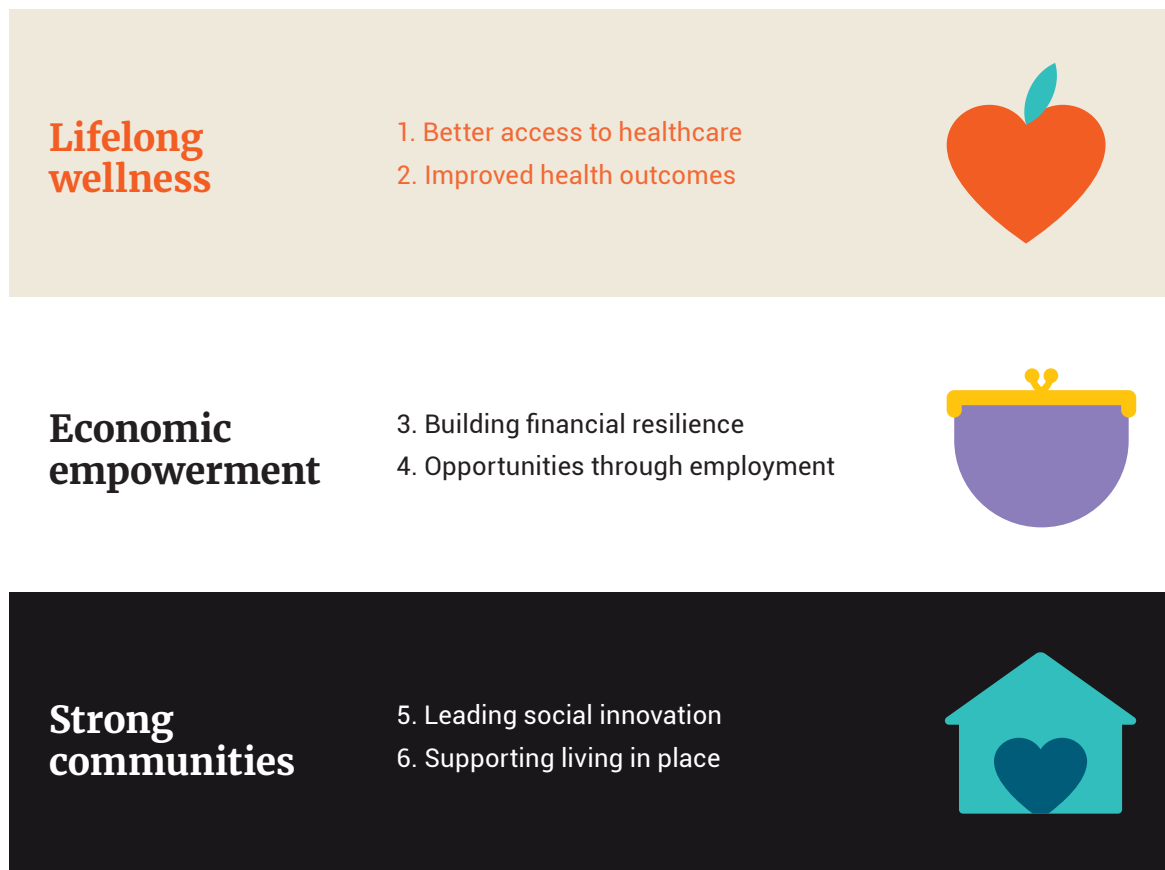 Lifelong
wellness
1. Better access to healthcare
2. Improved health outcomes
Economic
empowerment
3. Building financial resilience
4. Opportunities through employment
Strong
communities
5. Leading social innovation
6. Supporting living in place